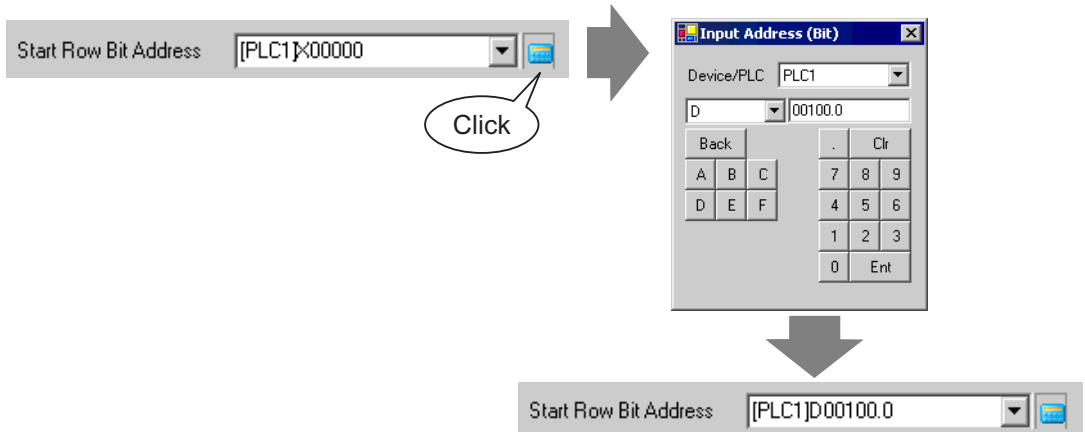 Start Row Bit Address [PLC1]X00000
Click
Input Address (Bit)
Device/PLC PLC1
D 00100.0
Back . Clr
A B C 7 8 9
D E F 4 5 6
1 2 3
0 Ent
Start Row Bit Address [PLC1]D00100.0